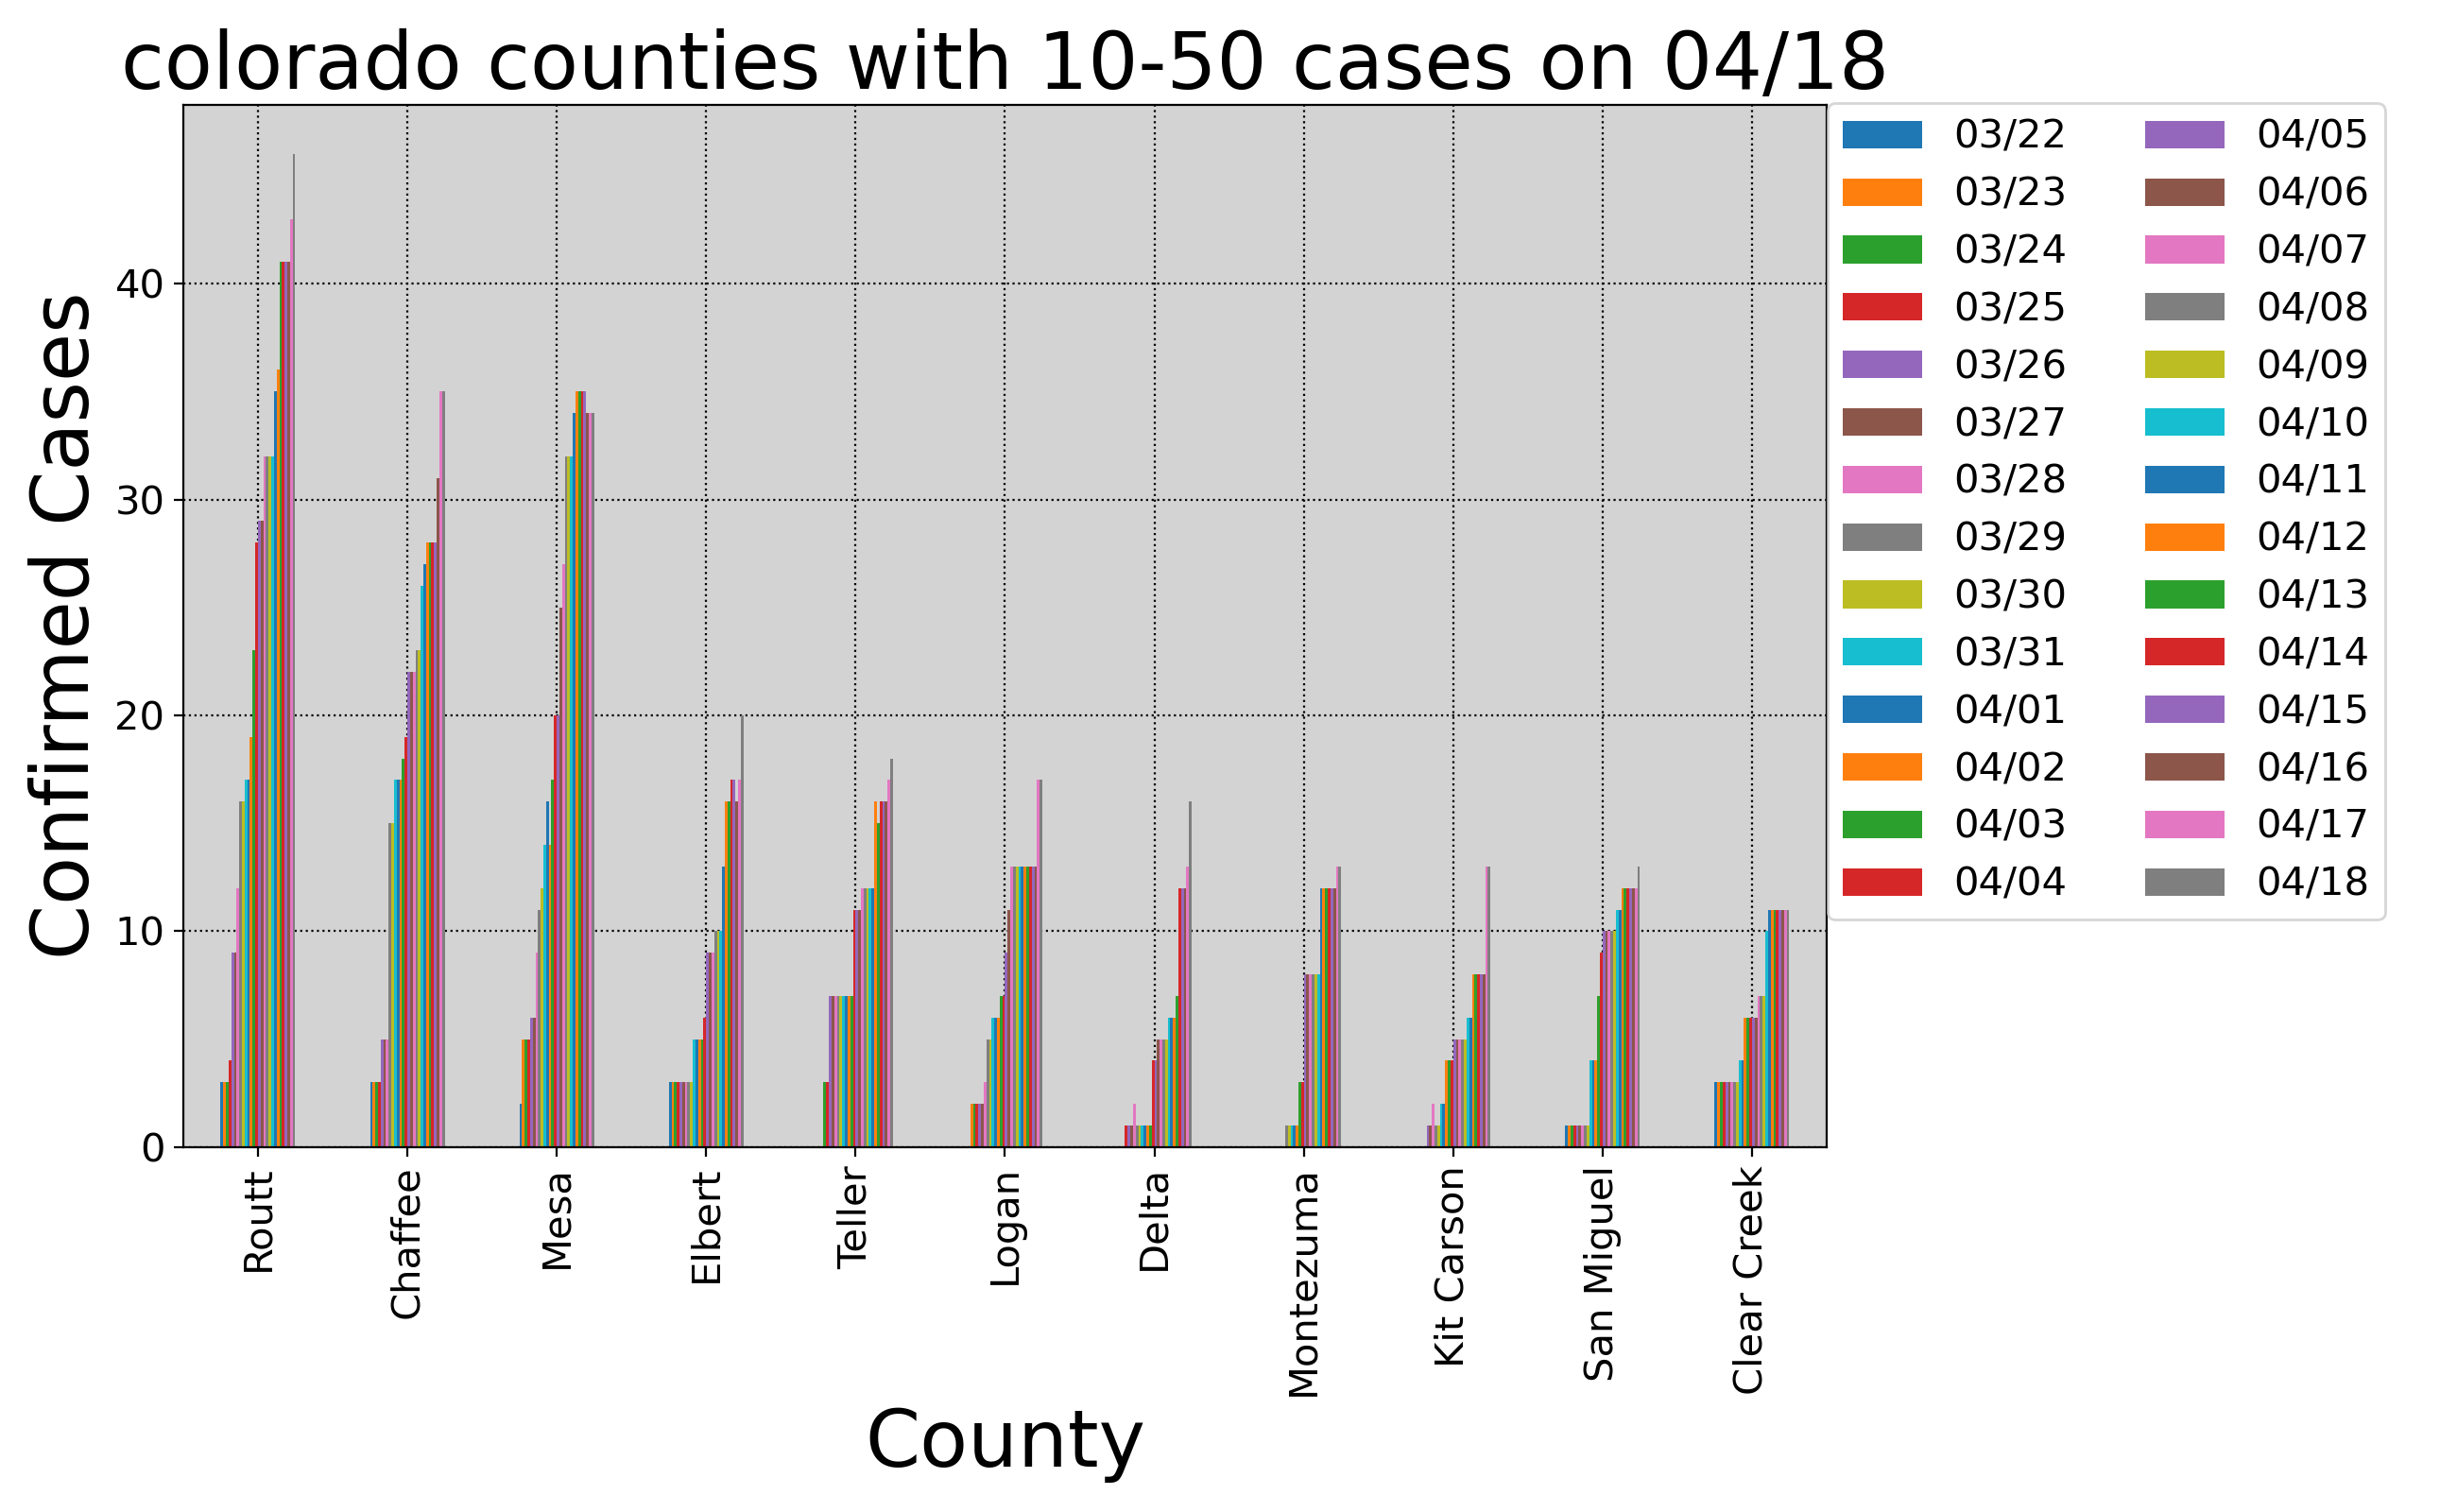 colorado counties with 10-50 cases on 04/18
Confirmed Cases
40
30
20
10
0
Routt
Chaffee
Mesa
Elbert
Teller
Logan
Delta
Montezuma
Kit Carson
San Miguel
Clear Creek
County
03/22
03/23
03/24
03/25
03/26
03/27
03/28
03/29
03/30
03/31
04/01
04/02
04/03
04/04
04/05
04/06
04/07
04/08
04/09
04/10
04/11
04/12
04/13
04/14
04/15
04/16
04/17
04/18